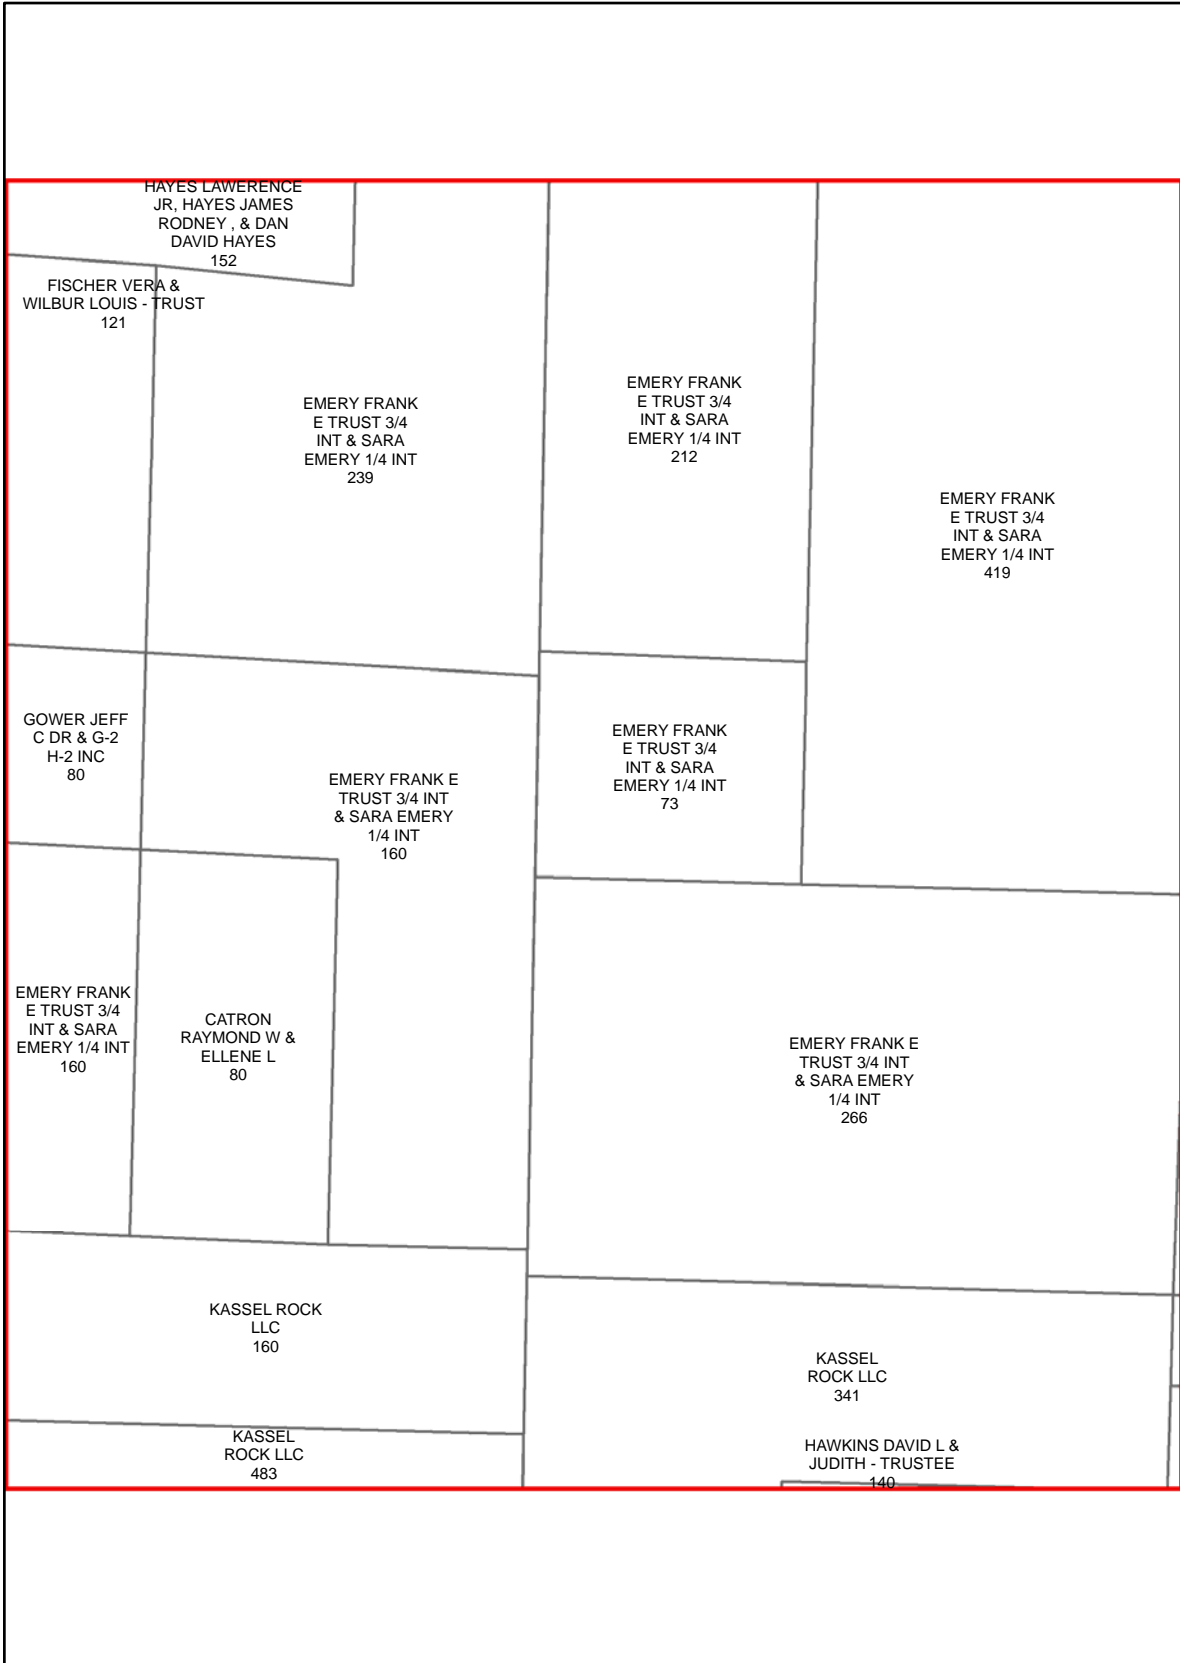 HAYES LAWERENCE
JR, HAYES JAMES
RODNEY , & DAN
DAVID HAYES
152
FISCHER VERA &
WILBUR LOUIS - TRUST
121
EMERY FRANK
E TRUST 3/4
INT & SARA
EMERY 1/4 INT
239
EMERY FRANK
E TRUST 3/4
INT & SARA
EMERY 1/4 INT
212
EMERY FRANK
E TRUST 3/4
INT & SARA
EMERY 1/4 INT
419
GOWER JEFF
C DR & G-2
H-2 INC
80
EMERY FRANK E
TRUST 3/4 INT
& SARA EMERY
1/4 INT
160
EMERY FRANK
E TRUST 3/4
INT & SARA
EMERY 1/4 INT
73
EMERY FRANK
E TRUST 3/4
INT & SARA
EMERY 1/4 INT
160
CATRON
RAYMOND W &
ELLENE L
80
EMERY FRANK E
TRUST 3/4 INT
& SARA EMERY
1/4 INT
266
KASSEL ROCK
LLC
160
KASSEL
ROCK LLC
341
KASSEL
ROCK LLC
483
HAWKINS DAVID L &
JUDITH - TRUSTEE
140